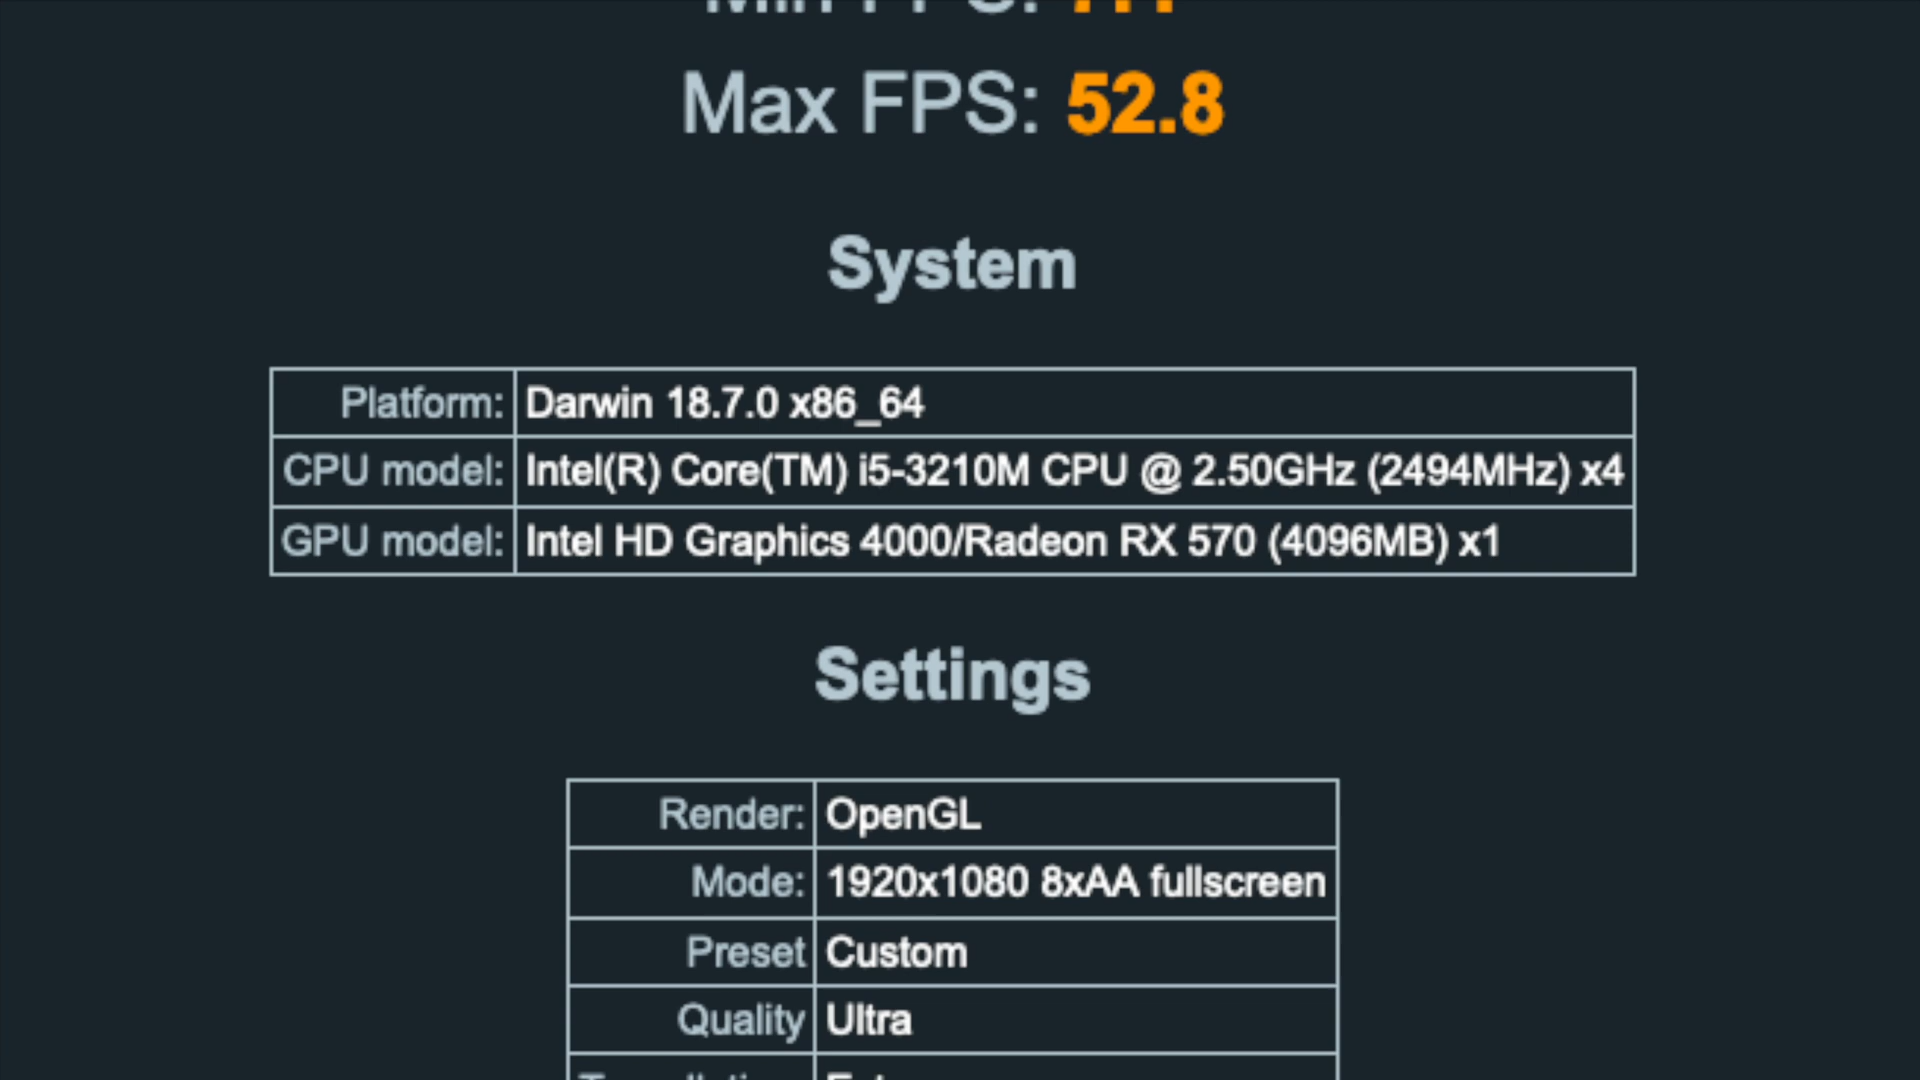 Max FPS: 52.8
System
Platform: Darwin 18.7.0 x86_64
CPU model: Intel(R) Core(TM) i5-3210M CPU @ 2.50GHz (2494MHz) x4
GPU model: Intel HD Graphics 4000/Radeon RX 570 (4096MB) x1
Settings
Render: OpenGL
Mode: 1920x1080 8xAA fullscreen
Preset Custom
Quality Ultra